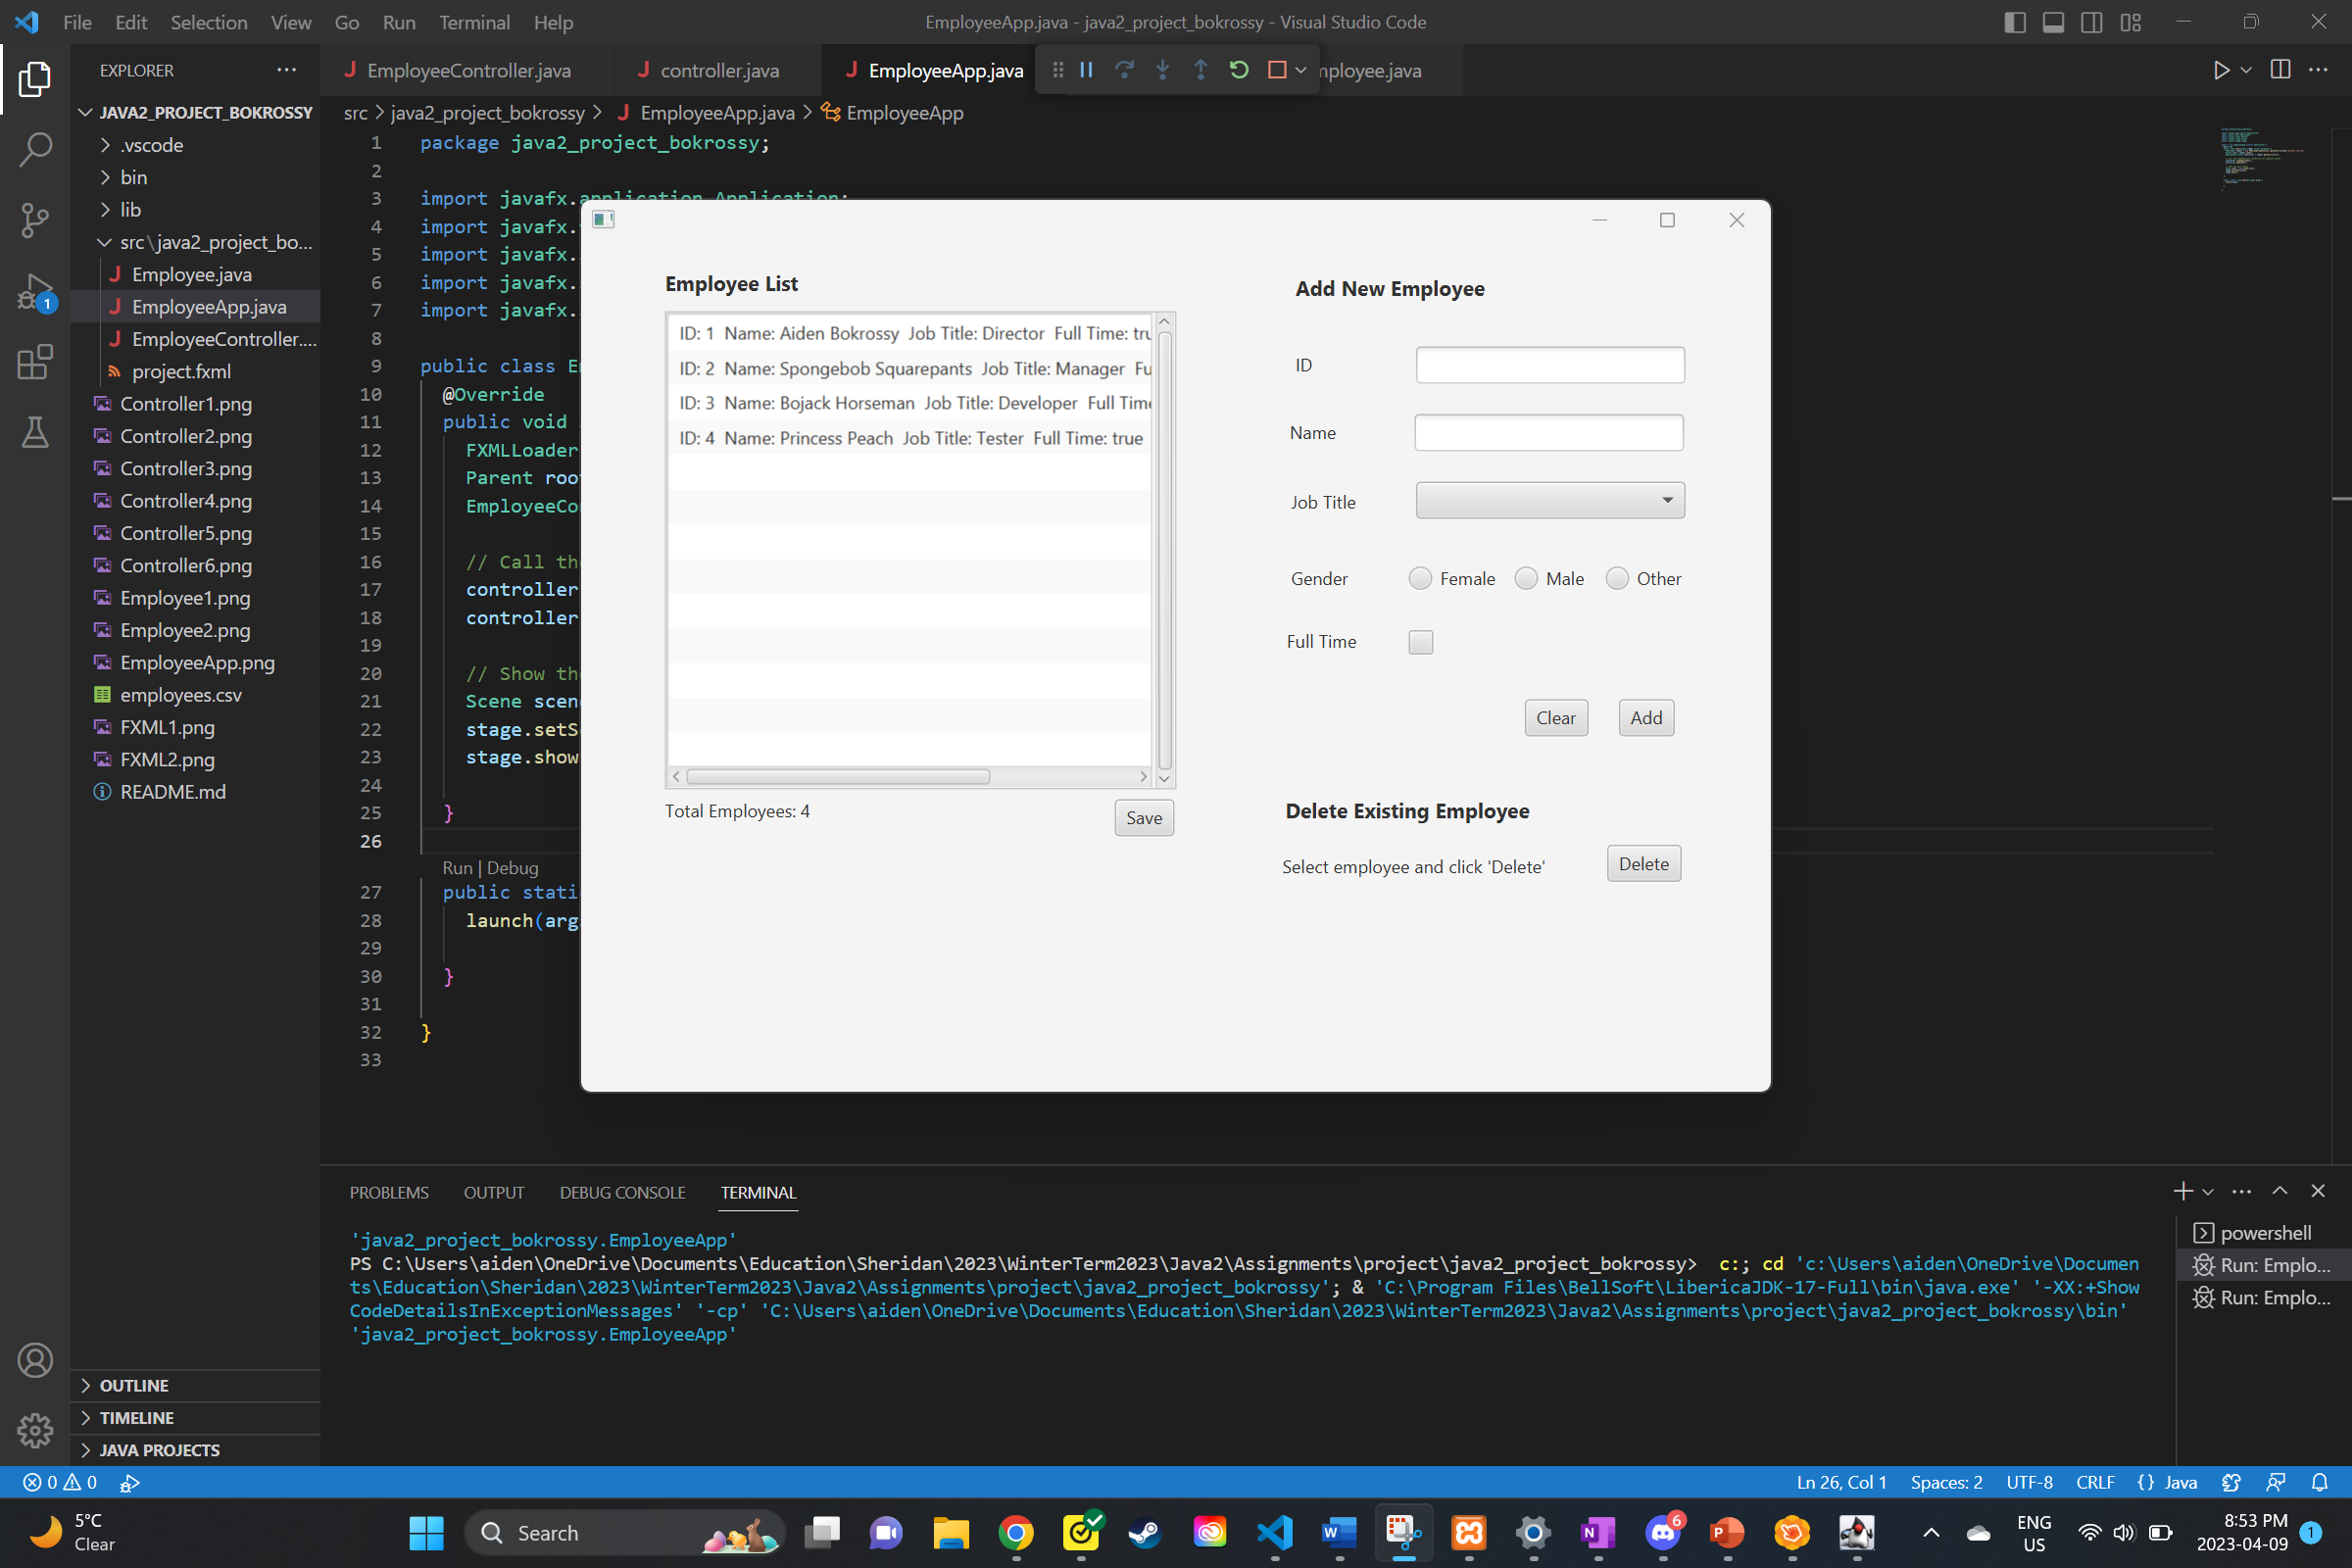 File Edit Selection View Go Run Terminal Help
EmployeeApp.java - java2_project_bokrossy - Visual Studio Code
EXPLORER
EmployeeController.java
controller.java
EmployeeApp.java
mployee.java
JAVA2_PROJECT_BOKROSSY
.vscode
bin
lib
src\java2_project_bo...
Employee.java
EmployeeApp.java
EmployeeController....
project.fxml
Controller1.png
Controller2.png
Controller3.png
Controller4.png
Controller5.png
Controller6.png
Employee1.png
Employee2.png
EmployeeApp.png
employees.csv
FXML1.png
FXML2.png
README.md
OUTLINE
TIMELINE
JAVA PROJECTS
src > java2_project_bokrossy > EmployeeApp.java > EmployeeApp
1 package java2_project_bokrossy;
2
3 import javafx.application.Application;
4 import javafx.
5 import javafx.
6 import javafx.
7 import javafx.
8
9 public class E
10 @Override
11 public void
12 FXMLLoader
13 Parent roo
14 EmployeeCo
15
16 // Call th
17 controller
18 controller
19
20 // Show th
21 Scene scen
22 stage.setS
23 stage.show
24
25 }
26
Run | Debug
27 public stati
28 launch(arg
29
30 }
31
32 }
33
Employee List
ID: 1 Name: Aiden Bokrossy Job Title: Director Full Time: tru
ID: 2 Name: Spongebob Squarepants Job Title: Manager Fu
ID: 3 Name: Bojack Horseman Job Title: Developer Full Time
ID: 4 Name: Princess Peach Job Title: Tester Full Time: true
Total Employees: 4
Save
Add New Employee
ID
Name
Job Title
Gender Female Male Other
Full Time
Clear Add
Delete Existing Employee
Select employee and click 'Delete' Delete
PROBLEMS OUTPUT DEBUG CONSOLE TERMINAL
'java2_project_bokrossy.EmployeeApp'
PS C:\Users\aiden\OneDrive\Documents\Education\Sheridan\2023\WinterTerm2023\Java2\Assignments\project\java2_project_bokrossy> c:; cd 'c:\Users\aiden\OneDrive\Documen
ts\Education\Sheridan\2023\WinterTerm2023\Java2\Assignments\project\java2_project_bokrossy'; & 'C:\Program Files\BellSoft\LibericaJDK-17-Full\bin\java.exe' '-XX:+Show
CodeDetailsInExceptionMessages' '-cp' 'C:\Users\aiden\OneDrive\Documents\Education\Sheridan\2023\WinterTerm2023\Java2\Assignments\project\java2_project_bokrossy\bin'
'java2_project_bokrossy.EmployeeApp'
powershell
Run: Emplo...
Run: Emplo...
0 0
Ln 26, Col 1 Spaces: 2 UTF-8 CRLF {} Java
5°C
Clear
Search
6
ENG
US
8:53 PM
2023-04-09
1